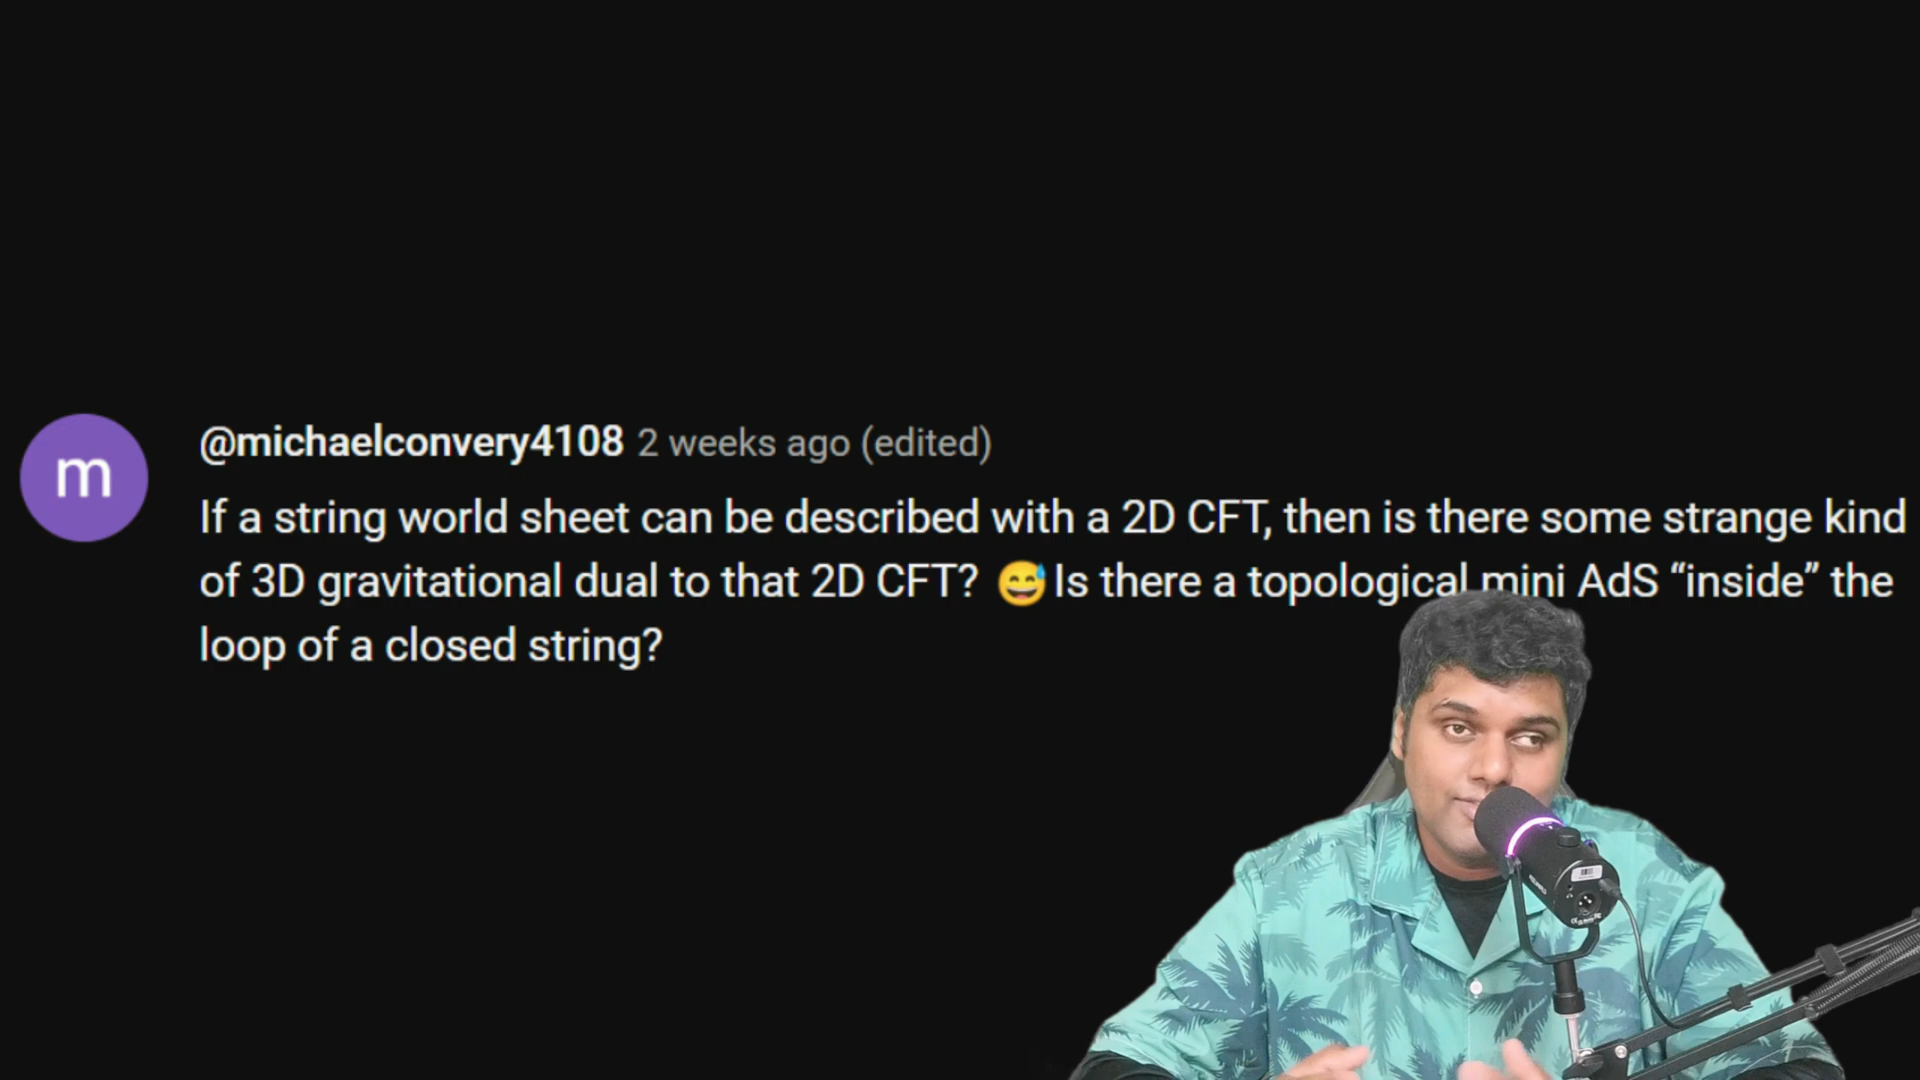 m
@michaelconvery4108 2 weeks ago (edited)
If a string world sheet can be described with a 2D CFT, then is there some strange kind
of 3D gravitational dual to that 2D CFT? 😅 Is there a topological mini AdS “inside” the
loop of a closed string?